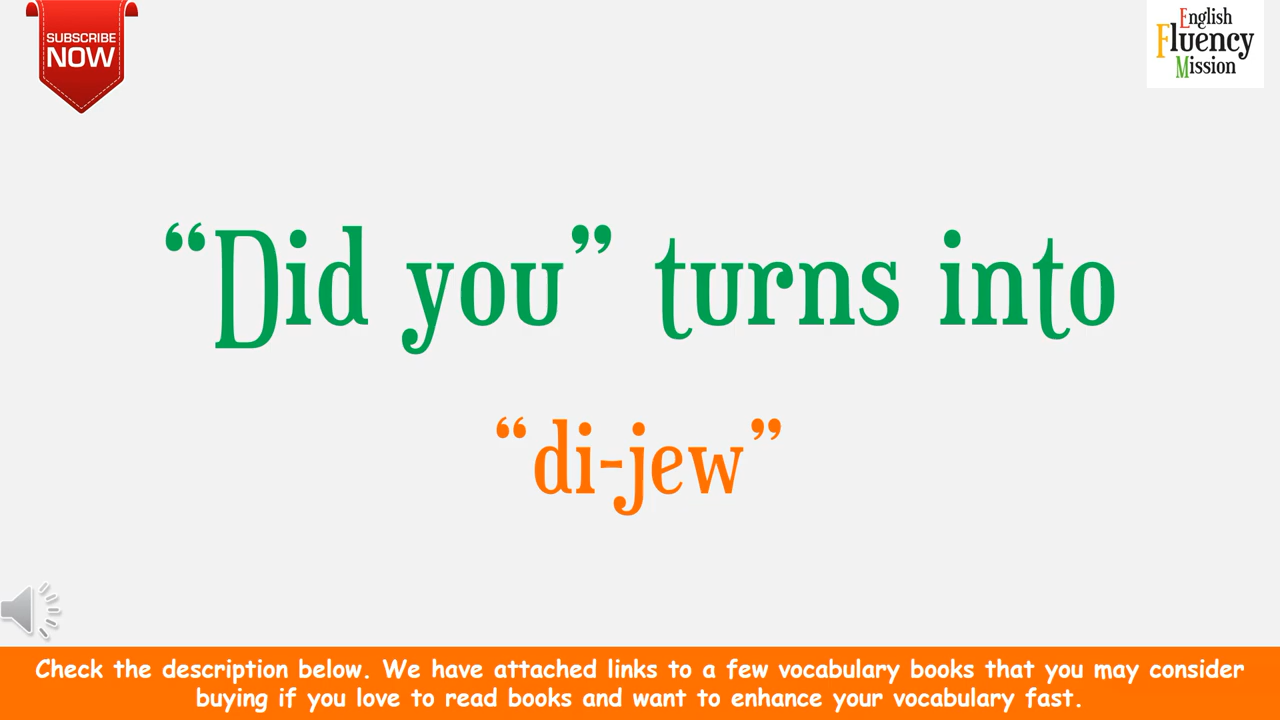 SUBSCRIBE
NOW
English
Fluency
Mission
“Did you” turns into
“di-jew”
Check the description below. We have attached links to a few vocabulary books that you may consider
buying if you love to read books and want to enhance your vocabulary fast.